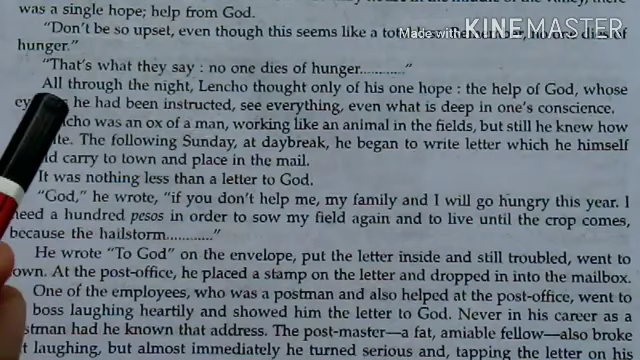 was a single hope; help from God.
"Don't be so upset, even though this seems like a total Remember, no one dies of
hunger."
"That's what they say : no one dies of hunger............"
All through the night, Lencho thought only of his one hope : the help of God, whose
he had been instructed, see everything, even what is deep in one's conscience.
was an ox of a man, working like an animal in the fields, but still he knew how
The following Sunday, at daybreak, he began to write letter which he himself
carry to town and place in the mail.
It was nothing less than a letter to God.
"God," he wrote, "if you don't help me, my family and I will go hungry this year. I
need a hundred pesos in order to sow my field again and to live until the crop comes,
because the hailstorm............"
He wrote "To God" on the envelope, put the letter inside and still troubled, went to
town. At the post-office, he placed a stamp on the letter and dropped in into the mailbox.
One of the employees, who was a postman and also helped at the post-office, went to
boss laughing heartily and showed him the letter to God. Never in his career as a
had he known that address. The post-master—a fat, amiable fellow—also broke
laughing, but almost immediately he turned serious and, tapping the letter on his
Made with KINEMASTER